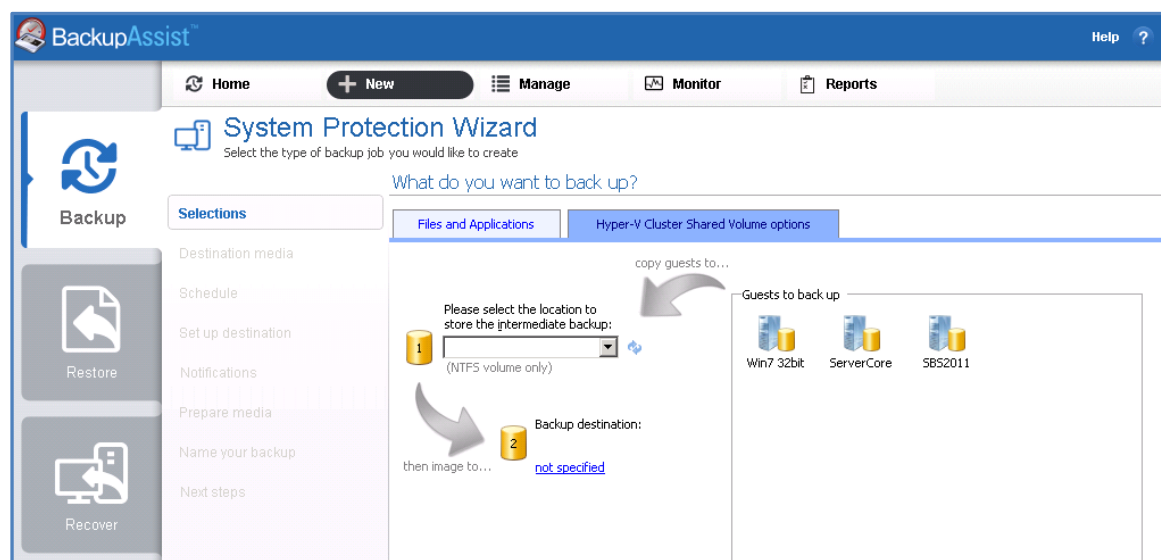 BackupAssist™
Help ?
Home
New
Manage
Monitor
Reports
System Protection Wizard
Select the type of backup job you would like to create
What do you want to back up?
Backup
Restore
Recover
Selections
Destination media
Schedule
Set up destination
Notifications
Prepare media
Name your backup
Next steps
Files and Applications
Hyper-V Cluster Shared Volume options
copy guests to...
Please select the location to
store the intermediate backup:
1
(NTFS volume only)
2
Backup destination:
then image to...
not specified
Guests to back up
Win7 32bit
ServerCore
SBS2011